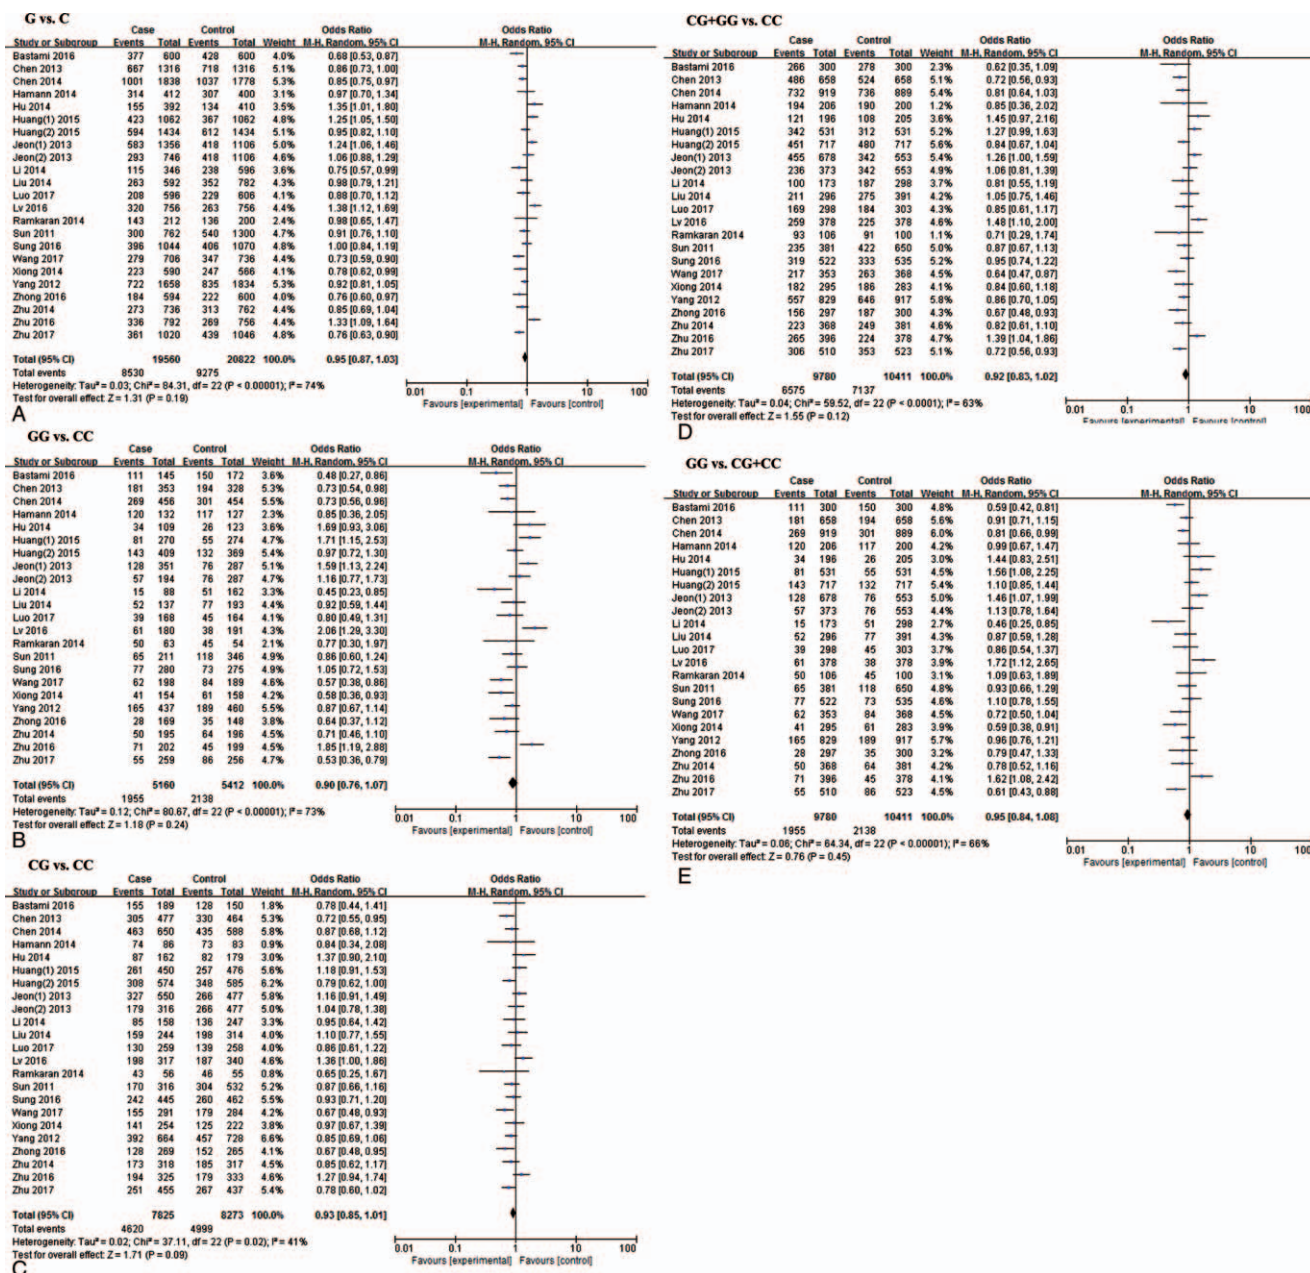 G vs. C
Case Control Odds Ratio Odds Ratio
Study or Subgroup Events Total Events Total Weight M-H, Random, 95% CI M-H, Random, 95% CI
Bastami 2016 377 600 428 600 4.0% 0.68 [0.53, 0.87]
Chen 2013 667 1316 718 1316 5.1% 0.86 [0.73, 1.00]
Chen 2014 1001 1838 1037 1778 5.4% 0.85 [0.75, 0.97]
Hamann 2014 314 412 307 400 3.1% 0.97 [0.70, 1.34]
Hu 2014 155 392 134 410 3.5% 1.35 [1.01, 1.80]
Huang(1) 2015 423 1062 367 1062 4.8% 1.25 [1.05, 1.50]
Huang(2) 2015 594 1434 612 1434 5.2% 0.95 [0.82, 1.10]
Jeon(1) 2013 583 1356 418 1106 5.0% 1.24 [1.06, 1.46]
Jeon(2) 2013 293 746 418 1106 4.7% 1.06 [0.88, 1.29]
Li 2014 115 346 238 596 3.6% 0.75 [0.57, 0.99]
Liu 2014 263 592 352 782 4.4% 0.98 [0.79, 1.21]
Luo 2017 208 596 229 606 4.1% 0.88 [0.70, 1.12]
Lv 2016 320 756 263 756 4.5% 1.38 [1.12, 1.69]
Ramkaran 2014 143 212 136 200 2.5% 0.98 [0.65, 1.47]
Sun 2011 300 762 540 1300 4.8% 0.91 [0.76, 1.10]
Sung 2016 396 1044 406 1070 4.9% 1.00 [0.84, 1.19]
Wang 2017 279 706 347 736 4.4% 0.73 [0.59, 0.90]
Xiong 2014 223 590 247 566 4.1% 0.78 [0.62, 0.99]
Yang 2012 722 1658 835 1834 5.3% 0.92 [0.81, 1.05]
Zhong 2016 184 594 222 600 4.0% 0.76 [0.60, 0.97]
Zhu 2014 273 736 313 762 4.4% 0.85 [0.69, 1.04]
Zhu 2016 336 792 269 756 4.5% 1.33 [1.09, 1.64]
Zhu 2017 361 1020 439 1046 4.8% 0.76 [0.63, 0.90]
Total (95% CI) 19560 20822 100.0% 0.95 [0.87, 1.03]
Total events 8530 9275
Heterogeneity: Tau² = 0.03; Chi² = 84.31, df = 22 (P < 0.00001); I² = 74%
Test for overall effect: Z = 1.31 (P = 0.19)
0.01 0.1 1 10 100
Favours [experimental] Favours [control]
A
GG vs. CC
Case Control Odds Ratio Odds Ratio
Study or Subgroup Events Total Events Total Weight M-H, Random, 95% CI M-H, Random, 95% CI
Bastami 2016 111 145 150 172 3.6% 0.48 [0.27, 0.86]
Chen 2013 181 353 194 328 5.3% 0.73 [0.54, 0.98]
Chen 2014 269 456 301 454 5.5% 0.73 [0.56, 0.96]
Hamann 2014 120 132 117 127 2.3% 0.85 [0.36, 2.05]
Hu 2014 34 109 26 123 3.5% 1.69 [0.93, 3.06]
Huang(1) 2015 81 270 55 274 4.7% 1.71 [1.15, 2.53]
Huang(2) 2015 143 409 132 369 5.3% 0.97 [0.72, 1.30]
Jeon(1) 2013 128 351 76 287 5.1% 1.59 [1.13, 2.24]
Jeon(2) 2013 57 194 76 287 4.6% 1.16 [0.77, 1.73]
Li 2014 15 88 51 162 3.2% 0.45 [0.23, 0.85]
Liu 2014 52 137 77 193 4.3% 0.92 [0.59, 1.44]
Luo 2017 39 168 45 164 4.1% 0.80 [0.49, 1.31]
Lv 2016 61 180 38 191 4.2% 2.06 [1.29, 3.30]
Ramkaran 2014 50 63 45 54 2.1% 0.77 [0.30, 1.97]
Sun 2011 65 211 118 346 4.9% 0.86 [0.60, 1.24]
Sung 2016 77 280 73 275 4.8% 1.05 [0.72, 1.53]
Wang 2017 62 198 84 189 4.6% 0.57 [0.38, 0.86]
Xiong 2014 41 154 61 158 4.2% 0.58 [0.36, 0.93]
Yang 2012 165 437 189 460 5.5% 0.87 [0.67, 1.14]
Zhong 2016 28 169 35 148 3.8% 0.64 [0.37, 1.12]
Zhu 2014 50 195 64 196 4.4% 0.71 [0.46, 1.10]
Zhu 2016 71 202 45 199 4.4% 1.85 [1.19, 2.88]
Zhu 2017 55 259 86 256 4.7% 0.53 [0.36, 0.79]
Total (95% CI) 5160 5412 100.0% 0.90 [0.76, 1.07]
Total events 1955 2138
Heterogeneity: Tau² = 0.12; Chi² = 80.67, df = 22 (P < 0.00001); I² = 73%
Test for overall effect: Z = 1.18 (P = 0.24)
0.01 0.1 1 10 100
Favours [experimental] Favours [control]
B
CG vs. CC
Case Control Odds Ratio Odds Ratio
Study or Subgroup Events Total Events Total Weight M-H, Random, 95% CI M-H, Random, 95% CI
Bastami 2016 155 189 128 150 1.8% 0.78 [0.44, 1.41]
Chen 2013 305 477 330 464 5.3% 0.72 [0.55, 0.95]
Chen 2014 463 650 435 588 5.9% 0.87 [0.68, 1.12]
Hamann 2014 74 86 73 83 0.9% 0.84 [0.34, 2.08]
Hu 2014 87 162 82 179 3.0% 1.37 [0.90, 2.10]
Huang(1) 2015 261 450 257 476 5.6% 1.18 [0.91, 1.53]
Huang(2) 2015 308 574 348 585 6.2% 0.79 [0.62, 1.00]
Jeon(1) 2013 327 550 266 477 5.8% 1.16 [0.91, 1.49]
Jeon(2) 2013 179 316 266 477 5.0% 1.04 [0.78, 1.38]
Li 2014 85 158 136 247 3.2% 0.95 [0.64, 1.42]
Liu 2014 159 244 198 314 3.9% 1.10 [0.77, 1.55]
Luo 2017 130 259 139 258 3.9% 0.86 [0.61, 1.22]
Lv 2016 198 317 187 340 4.5% 1.36 [1.00, 1.86]
Ramkaran 2014 43 56 46 55 0.8% 0.65 [0.25, 1.67]
Sun 2011 170 316 304 532 5.1% 0.87 [0.66, 1.16]
Sung 2016 242 445 260 462 5.5% 0.93 [0.71, 1.20]
Wang 2017 155 291 179 284 4.1% 0.67 [0.48, 0.93]
Xiong 2014 141 254 125 222 3.7% 0.97 [0.67, 1.39]
Yang 2012 392 664 457 728 6.6% 0.85 [0.69, 1.06]
Zhong 2016 128 269 152 265 4.0% 0.67 [0.48, 0.95]
Zhu 2014 173 318 185 317 4.4% 0.85 [0.62, 1.17]
Zhu 2016 194 325 179 333 4.5% 1.27 [0.94, 1.74]
Zhu 2017 251 455 267 437 5.4% 0.78 [0.60, 1.02]
Total (95% CI) 7825 8273 100.0% 0.93 [0.85, 1.01]
Total events 4620 4999
Heterogeneity: Tau² = 0.02; Chi² = 37.11, df = 22 (P = 0.02); I² = 41%
Test for overall effect: Z = 1.71 (P = 0.09)
0.01 0.1 1 10 100
Favours [experimental] Favours [control]
C
CG+GG vs. CC
Case Control Odds Ratio Odds Ratio
Study or Subgroup Events Total Events Total Weight M-H, Random, 95% CI M-H, Random, 95% CI
Bastami 2016 266 300 278 300 2.3% 0.62 [0.35, 1.09]
Chen 2013 486 658 524 658 5.3% 0.72 [0.56, 0.93]
Chen 2014 732 919 736 889 5.5% 0.81 [0.64, 1.03]
Hamann 2014 194 206 190 200 1.1% 0.85 [0.36, 2.02]
Hu 2014 121 196 108 205 3.5% 1.45 [0.97, 2.16]
Huang(1) 2015 342 531 312 531 5.3% 1.27 [0.99, 1.63]
Huang(2) 2015 451 717 480 717 5.7% 0.84 [0.67, 1.04]
Jeon(1) 2013 455 678 342 553 5.5% 1.26 [1.00, 1.59]
Jeon(2) 2013 236 373 342 553 5.0% 1.06 [0.81, 1.39]
Li 2014 100 173 187 298 3.7% 0.81 [0.55, 1.19]
Liu 2014 211 296 275 391 4.2% 1.05 [0.75, 1.46]
Luo 2017 169 298 184 303 4.3% 0.85 [0.61, 1.17]
Lv 2016 259 378 225 378 4.6% 1.48 [1.10, 2.00]
Ramkaran 2014 93 106 91 100 1.0% 0.71 [0.29, 1.74]
Sun 2011 235 381 422 650 5.1% 0.87 [0.67, 1.13]
Sung 2016 319 522 333 535 5.3% 0.95 [0.74, 1.22]
Wang 2017 217 353 263 368 4.5% 0.64 [0.47, 0.87]
Xiong 2014 182 295 186 283 4.1% 0.84 [0.60, 1.18]
Yang 2012 557 829 646 917 5.9% 0.86 [0.70, 1.05]
Zhong 2016 156 297 187 300 4.3% 0.67 [0.48, 0.93]
Zhu 2014 223 368 249 381 4.6% 0.82 [0.61, 1.10]
Zhu 2016 265 396 224 378 4.6% 1.39 [1.04, 1.86]
Zhu 2017 306 510 353 523 5.2% 0.72 [0.56, 0.93]
Total (95% CI) 9780 10411 100.0% 0.92 [0.83, 1.02]
Total events 6575 7137
Heterogeneity: Tau² = 0.04; Chi² = 59.52, df = 22 (P < 0.0001); I² = 63%
Test for overall effect: Z = 1.55 (P = 0.12)
0.01 0.1 1 10 100
Favours [experimental] Favours [control]
D
GG vs. CG+CC
Case Control Odds Ratio Odds Ratio
Study or Subgroup Events Total Events Total Weight M-H, Random, 95% CI M-H, Random, 95% CI
Bastami 2016 111 300 150 300 4.8% 0.59 [0.42, 0.81]
Chen 2013 181 658 194 658 5.7% 0.91 [0.71, 1.15]
Chen 2014 269 919 301 889 6.1% 0.81 [0.66, 0.99]
Hamann 2014 120 206 117 200 4.2% 0.99 [0.67, 1.47]
Hu 2014 34 196 26 205 2.9% 1.44 [0.83, 2.51]
Huang(1) 2015 81 531 55 531 4.4% 1.56 [1.08, 2.25]
Huang(2) 2015 143 717 132 717 5.5% 1.10 [0.85, 1.44]
Jeon(1) 2013 128 678 76 553 5.0% 1.46 [1.07, 1.99]
Jeon(2) 2013 57 373 76 553 4.4% 1.13 [0.78, 1.64]
Li 2014 15 173 51 298 2.6% 0.46 [0.25, 0.85]
Liu 2014 52 296 77 391 4.2% 0.87 [0.59, 1.28]
Luo 2017 39 298 45 303 3.6% 0.86 [0.54, 1.37]
Lv 2016 61 378 38 378 3.9% 1.72 [1.12, 2.65]
Ramkaran 2014 50 106 45 100 2.9% 1.09 [0.63, 1.89]
Sun 2011 65 381 118 650 4.7% 0.93 [0.66, 1.29]
Sung 2016 77 522 73 535 4.6% 1.10 [0.78, 1.55]
Wang 2017 62 353 84 368 4.4% 0.72 [0.50, 1.04]
Xiong 2014 41 295 61 283 3.9% 0.59 [0.38, 0.91]
Yang 2012 165 829 189 917 5.8% 0.96 [0.76, 1.21]
Zhong 2016 28 297 35 300 3.2% 0.79 [0.47, 1.33]
Zhu 2014 50 368 64 381 4.2% 0.78 [0.52, 1.16]
Zhu 2016 71 396 45 378 4.1% 1.62 [1.08, 2.42]
Zhu 2017 55 510 86 523 4.6% 0.61 [0.43, 0.88]
Total (95% CI) 9780 10411 100.0% 0.95 [0.84, 1.08]
Total events 1955 2138
Heterogeneity: Tau² = 0.06; Chi² = 64.34, df = 22 (P < 0.00001); I² = 66%
Test for overall effect: Z = 0.76 (P = 0.45)
0.01 0.1 1 10 100
Favours [experimental] Favours [control]
E